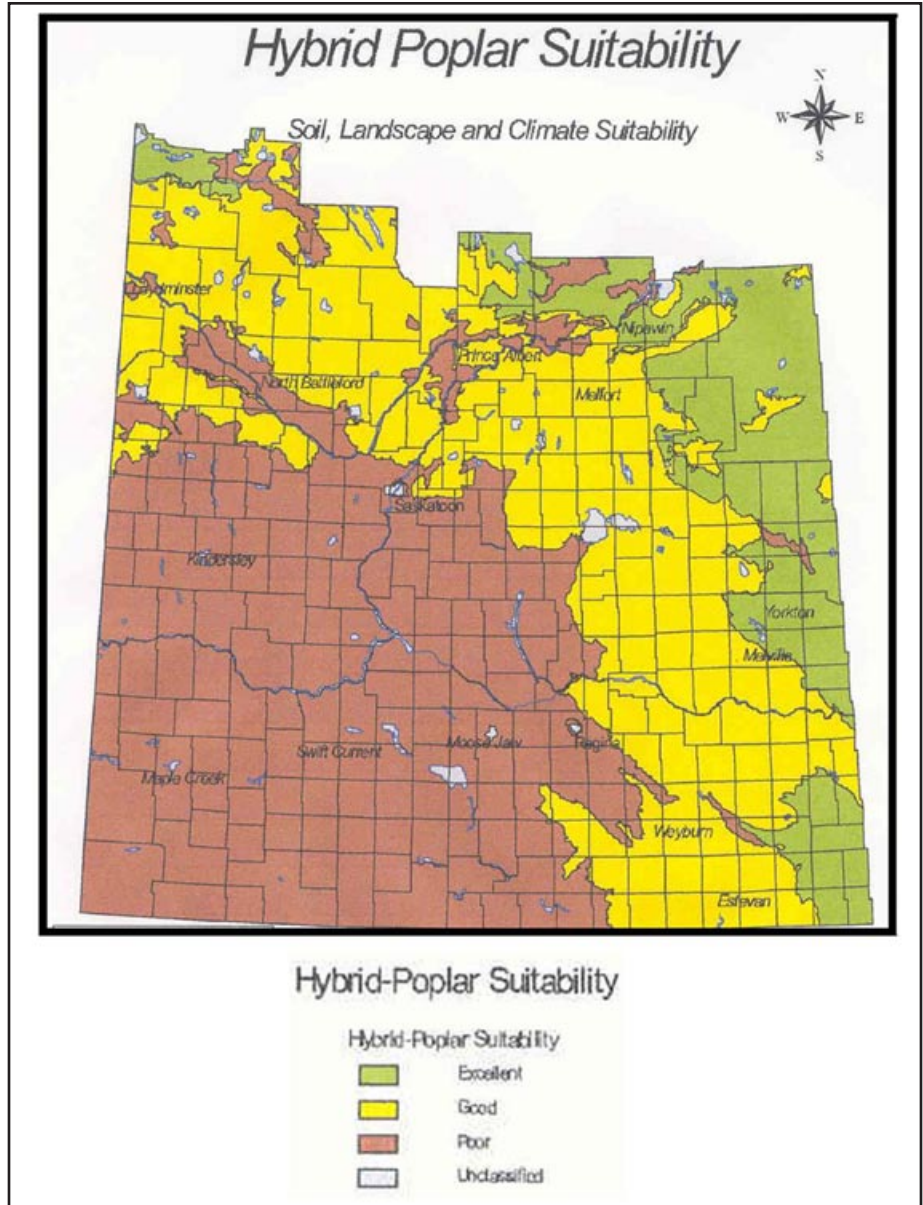 Hybrid Poplar Suitability
N
W E
S
Soil, Landscape and Climate Suitability
Lloydminster
Nipawin
Prince Albert
North Battleford
Melfort
Saskatoon
Kindersley
Yorkton
Melville
Swift Current
Moose Jaw
Regina
Maple Creek
Weyburn
Estevan
Hybrid-Poplar Suitability
Hybrid-Poplar Suitability
Excellent
Good
Poor
Unclassified